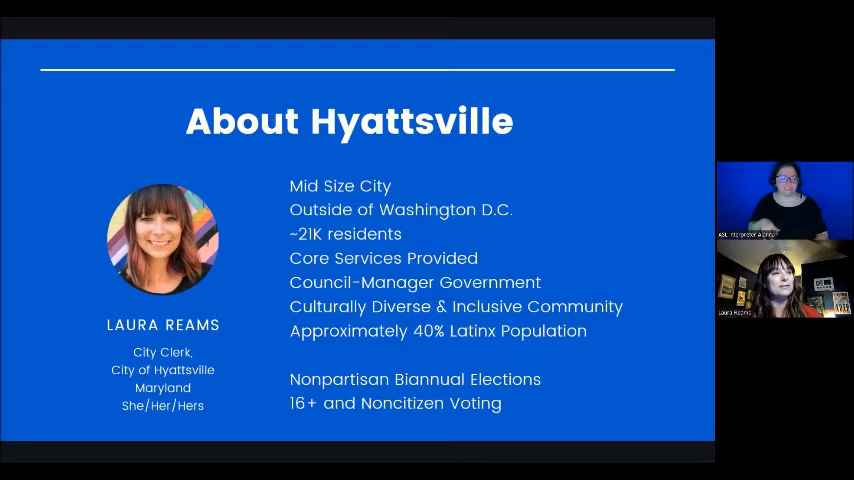 About Hyattsville
LAURA REAMS
City Clerk,
City of Hyattsville
Maryland
She/Her/Hers
Mid Size City
Outside of Washington D.C.
~21K residents
Core Services Provided
Council-Manager Government
Culturally Diverse & Inclusive Community
Approximately 40% Latinx Population
Nonpartisan Biannual Elections
16+ and Noncitizen Voting
ASL Interpreter Alanna
Laura Reams